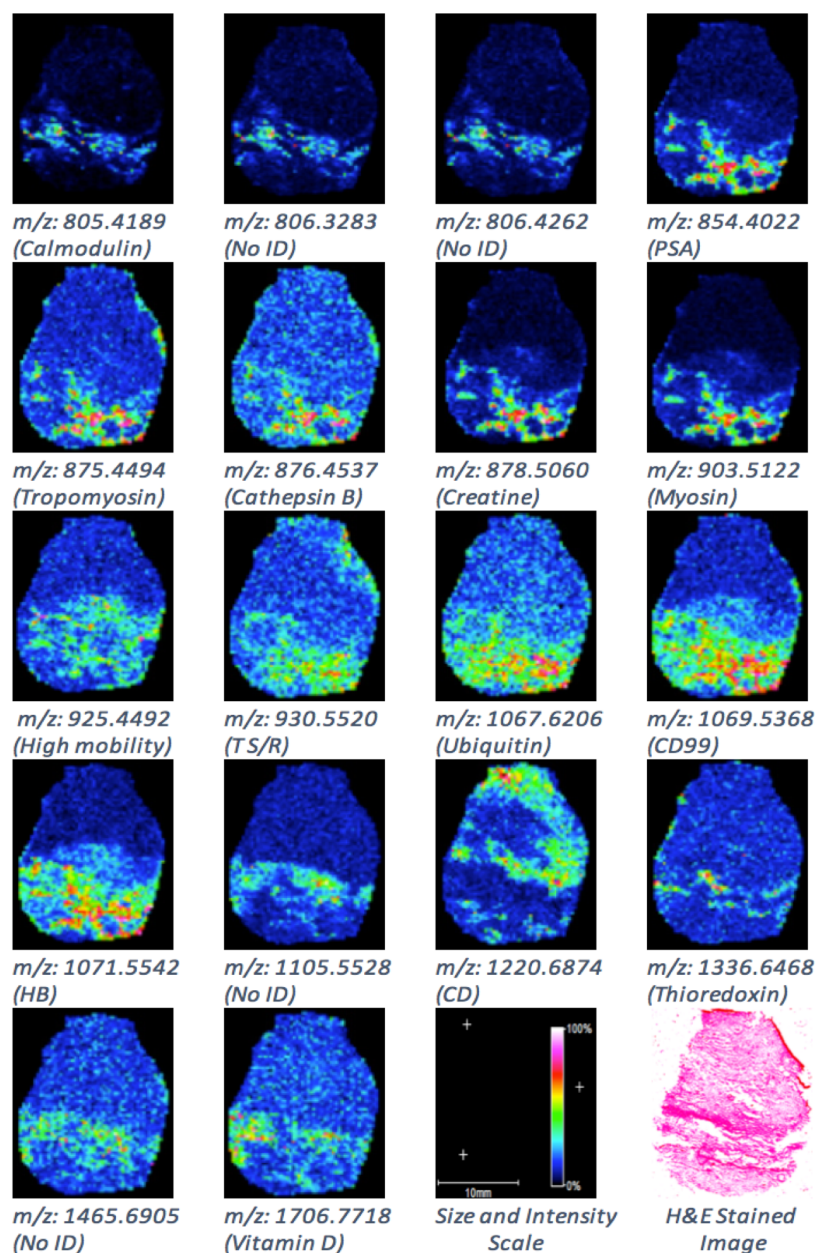 m/z: 805.4189 m/z: 806.3283 m/z: 806.4262 m/z: 854.4022
(Calmodulin) (No ID) (No ID) (PSA)
m/z: 875.4494 m/z: 876.4537 m/z: 878.5060 m/z: 903.5122
(Tropomyosin) (Cathepsin B) (Creatine) (Myosin)
m/z: 925.4492 m/z: 930.5520 m/z: 1067.6206 m/z: 1069.5368
(High mobility) (TS/R) (Ubiquitin) (CD99)
m/z: 1071.5542 m/z: 1105.5528 m/z: 1220.6874 m/z: 1336.6468
(HB) (No ID) (CD) (Thioredoxin)
100%
0%
10mm
m/z: 1465.6905 m/z: 1706.7718 Size and Intensity H&E Stained
(No ID) (Vitamin D) Scale Image